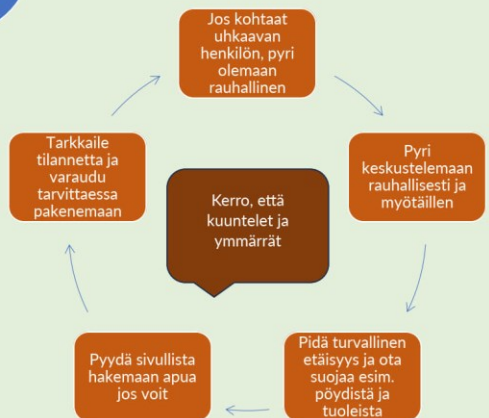 Jos kohtaat
uhkaavan
henkilön, pyri
olemaan
rauhallinen
Pyri
keskustelemaan
rauhallisesti ja
myötäillen
Pidä turvallinen
etäisyys ja ota
suojaa esim.
pöydistä ja
tuoleista
Pyydä sivullista
hakemaan apua
jos voit
Tarkkaile
tilannetta ja
varaudu
tarvittaessa
pakenemaan
Kerro, että
kuuntelet ja
ymmärrät